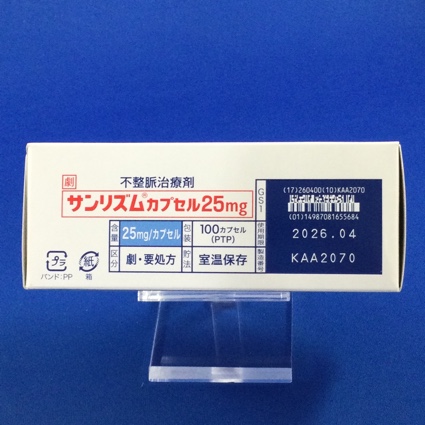 劇
不整脈治療剤
サンリズム®カプセル25mg
含量 25mg/カプセル 包装 100カプセル(PTP)
区分 劇・要処方 貯法 室温保存
プラ
バンド:PP
紙
箱
GS1
(17)260400(10)KAA2070
(01)14987081655684
使用期限 2026.04
製造番号 KAA2070